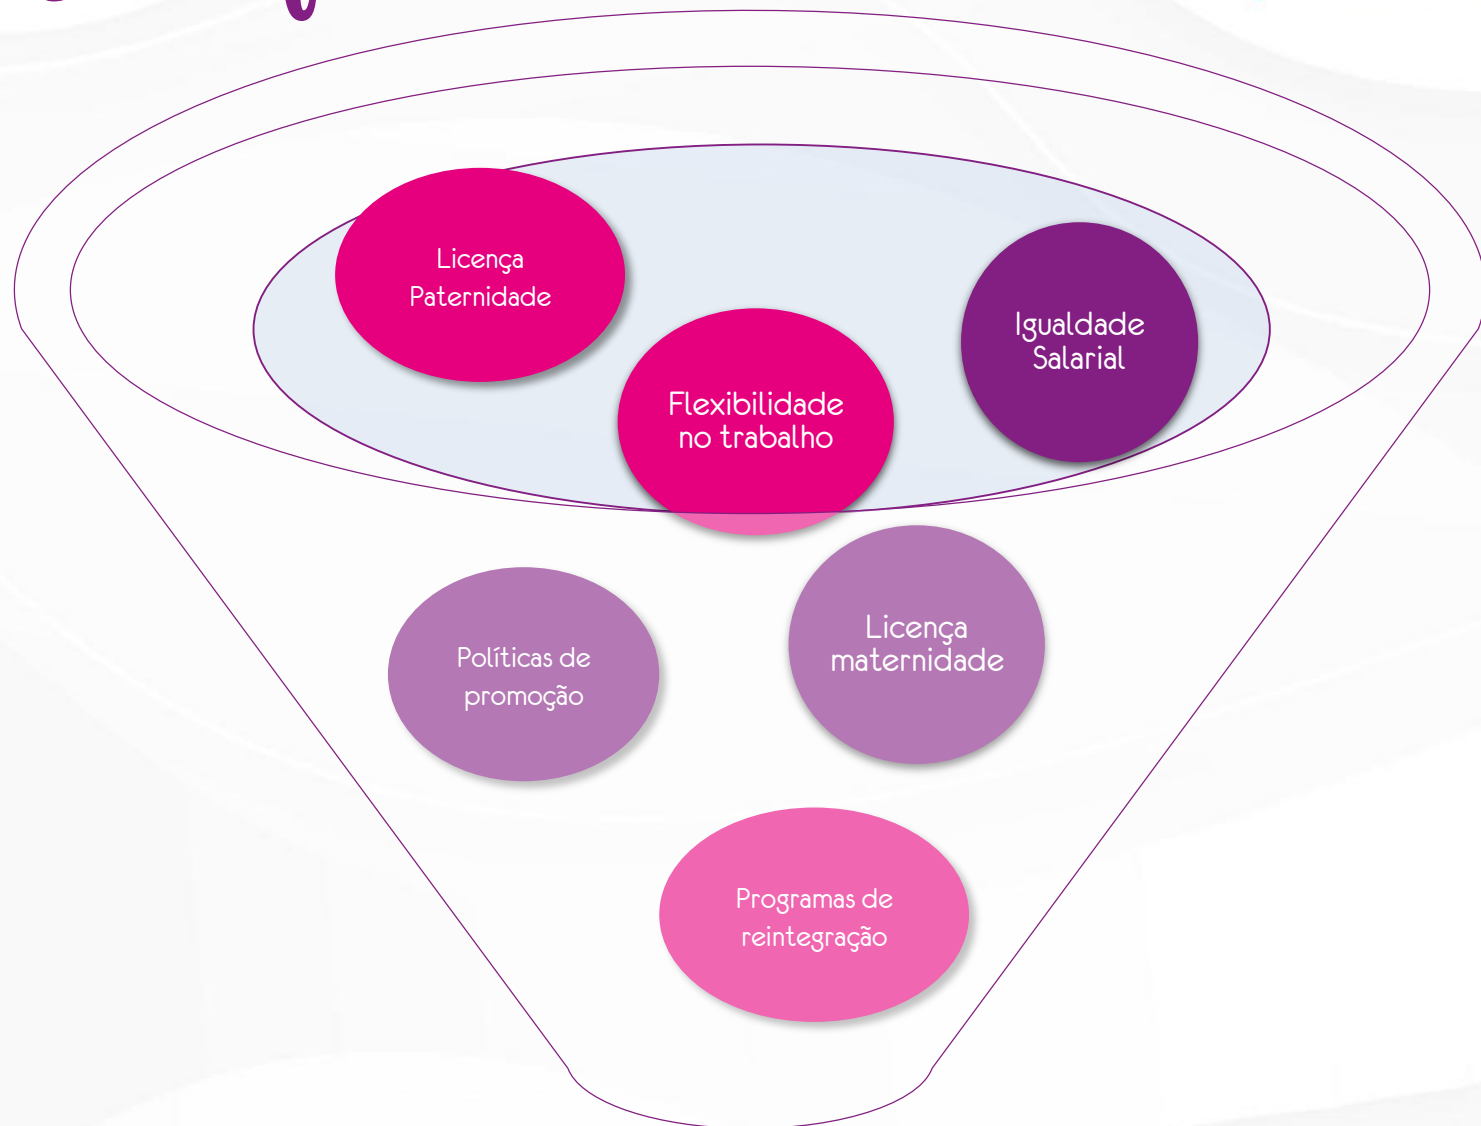 Licença
Paternidade
Igualdade
Salarial
Flexibilidade
no trabalho
Licença
maternidade
Políticas de
promoção
Programas de
reintegração